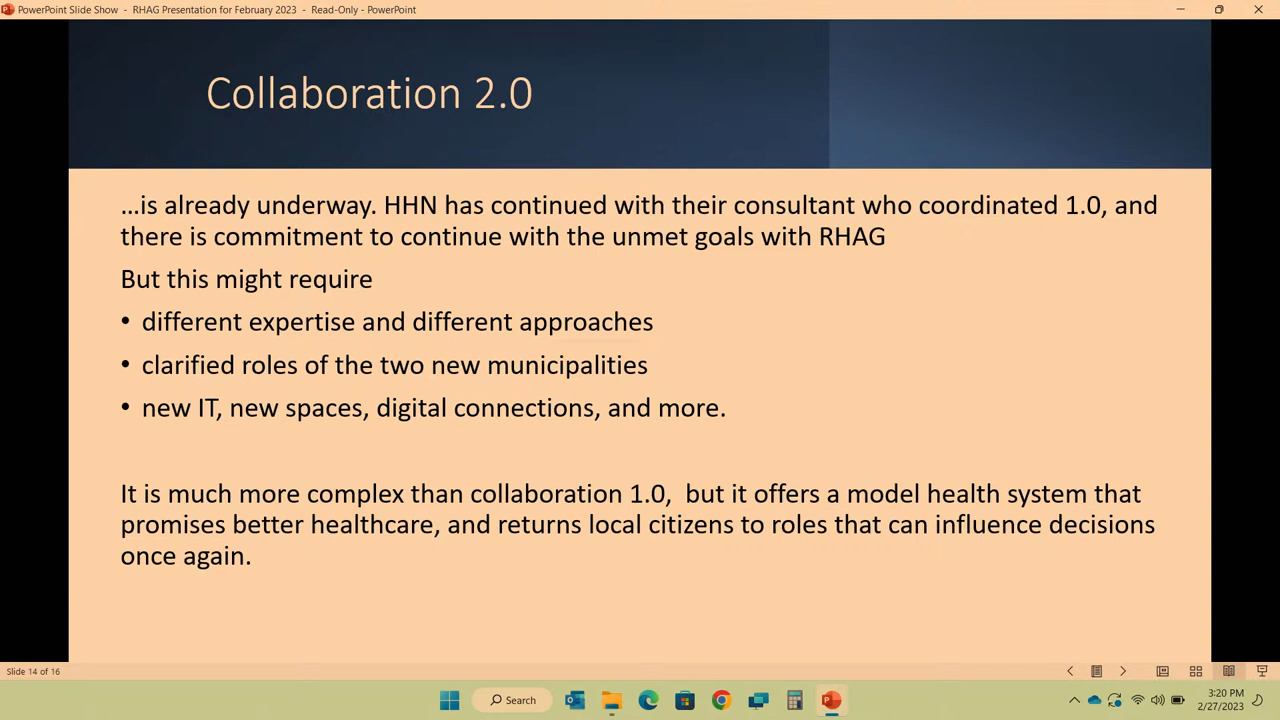 PowerPoint Slide Show - RHAG Presentation for February 2023 - Read-Only - PowerPoint
Collaboration 2.0
…is already underway. HHN has continued with their consultant who coordinated 1.0, and
there is commitment to continue with the unmet goals with RHAG
But this might require
• different expertise and different approaches
• clarified roles of the two new municipalities
• new IT, new spaces, digital connections, and more.
It is much more complex than collaboration 1.0, but it offers a model health system that
promises better healthcare, and returns local citizens to roles that can influence decisions
once again.
Slide 14 of 16
Search
3:20 PM
2/27/2023